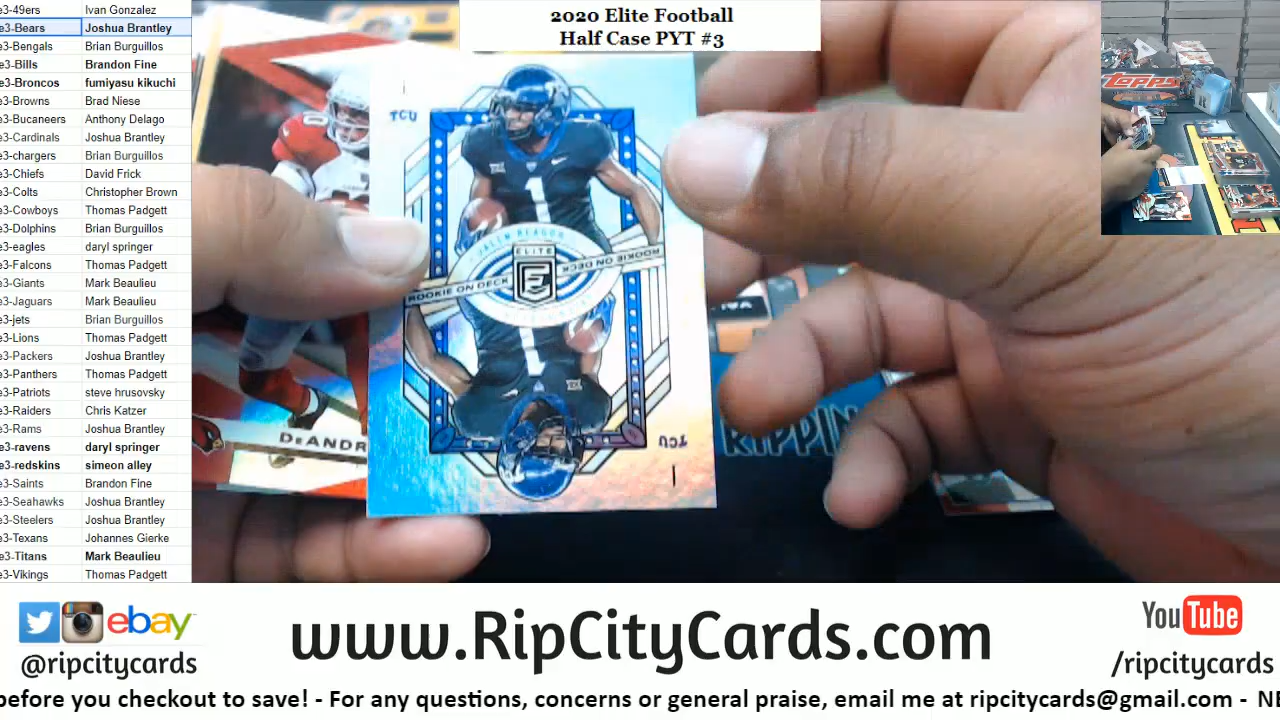 e3-49ers Ivan Gonzalez
e3-Bears Joshua Brantley
e3-Bengals Brian Burguillos
e3-Bills Brandon Fine
e3-Broncos fumiyasu kikuchi
e3-Browns Brad Niese
e3-Bucaneers Anthony Delago
e3-Cardinals Joshua Brantley
e3-chargers Brian Burguillos
e3-Chiefs David Frick
e3-Colts Christopher Brown
e3-Cowboys Thomas Padgett
e3-Dolphins Brian Burguillos
e3-eagles daryl springer
e3-Falcons Thomas Padgett
e3-Giants Mark Beaulieu
e3-Jaguars Mark Beaulieu
e3-jets Brian Burguillos
e3-Lions Thomas Padgett
e3-Packers Joshua Brantley
e3-Panthers Thomas Padgett
e3-Patriots steve hrusovsky
e3-Raiders Chris Katzer
e3-Rams Joshua Brantley
e3-ravens daryl springer
e3-redskins simeon alley
e3-Saints Brandon Fine
e3-Seahawks Joshua Brantley
e3-Steelers Joshua Brantley
e3-Texans Johannes Gierke
e3-Titans Mark Beaulieu
e3-Vikings Thomas Padgett
2020 Elite Football
Half Case PYT #3
Topps
TCU
1
JALEN REAGOR
ELITE
ROOKIE ON DECK
ROOKIE ON DECK
1
TCU
DEANDR
RIPPIN
ebay
@ripcitycards
www.RipCityCards.com
YouTube
/ripcitycards
before you checkout to save! - For any questions, concerns or general praise, email me at ripcitycards@gmail.com - NE